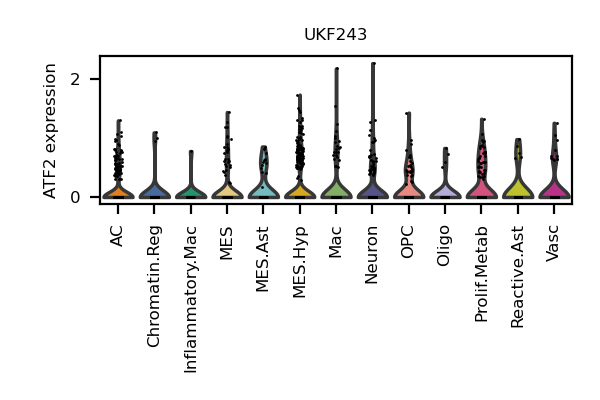 UKF243
ATF2 expression
2
0
AC
Chromatin.Reg
Inflammatory.Mac
MES
MES.Ast
MES.Hyp
Mac
Neuron
OPC
Oligo
Prolif.Metab
Reactive.Ast
Vasc